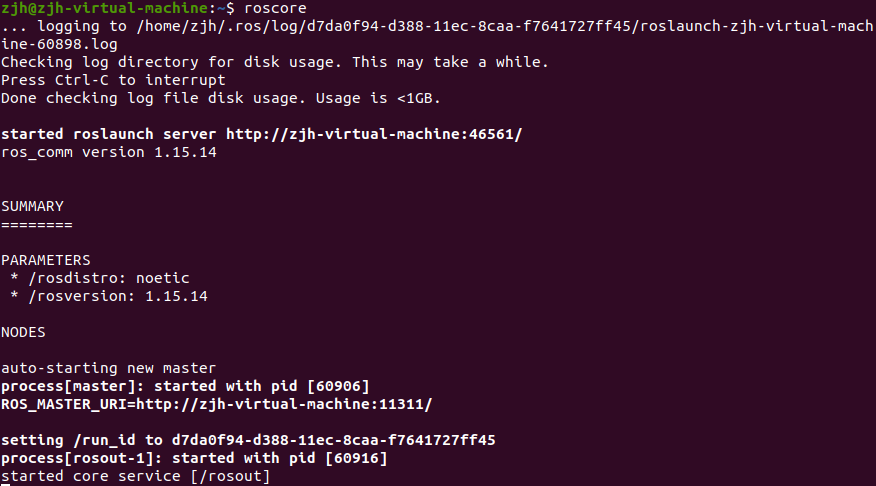 zjh@zjh-virtual-machine:~$ roscore
... logging to /home/zjh/.ros/log/d7da0f94-d388-11ec-8caa-f7641727ff45/roslaunch-zjh-virtual-mach
ine-60898.log
Checking log directory for disk usage. This may take a while.
Press Ctrl-C to interrupt
Done checking log file disk usage. Usage is <1GB.
started roslaunch server http://zjh-virtual-machine:46561/
ros_comm version 1.15.14
SUMMARY
========
PARAMETERS
 * /rosdistro: noetic
 * /rosversion: 1.15.14
NODES
auto-starting new master
process[master]: started with pid [60906]
ROS_MASTER_URI=http://zjh-virtual-machine:11311/
setting /run_id to d7da0f94-d388-11ec-8caa-f7641727ff45
process[rosout-1]: started with pid [60916]
started core service [/rosout]